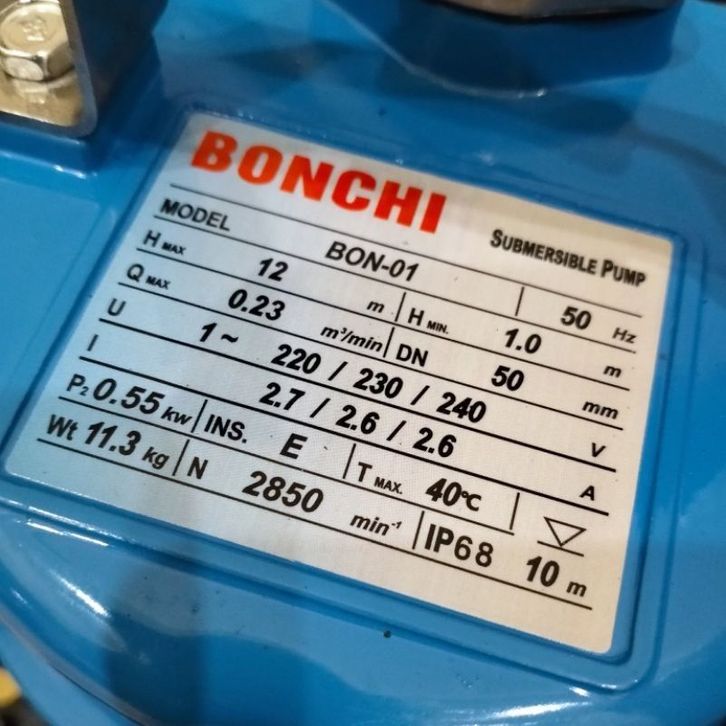 BONCHI SUBMERSIBLE PUMP
MODEL BON-01 50 Hz
H MAX 12 m H MIN. 1.0 m
Q MAX 0.23 m³/min DN 50 mm
U 1~ 220 / 230 / 240 V
I 2.7 / 2.6 / 2.6 A
P₂ 0.55 kw INS. E T MAX. 40℃
Wt 11.3 kg N 2850 min⁻¹ IP68 10 m